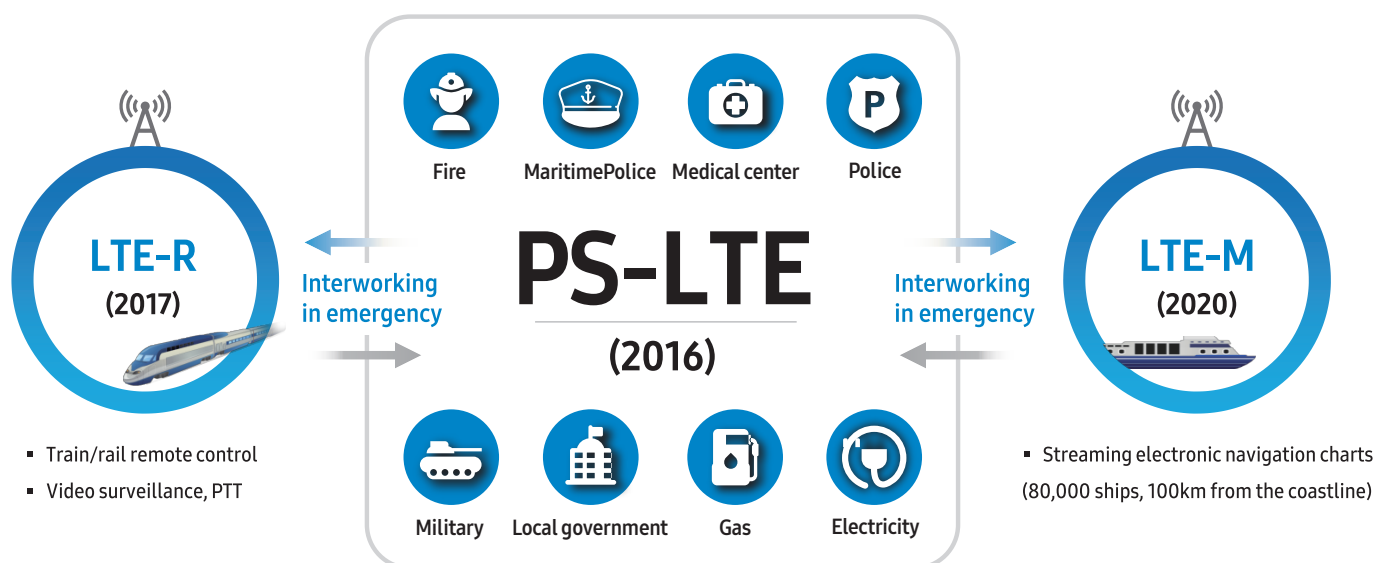 Fire
MaritimePolice
Medical center
P
Police
LTE-R
(2017)
Interworking
in emergency
PS-LTE
(2016)
Interworking
in emergency
LTE-M
(2020)
▪ Train/rail remote control
▪ Video surveillance, PTT
Military
Local government
Gas
Electricity
▪ Streaming electronic navigation charts
(80,000 ships, 100km from the coastline)